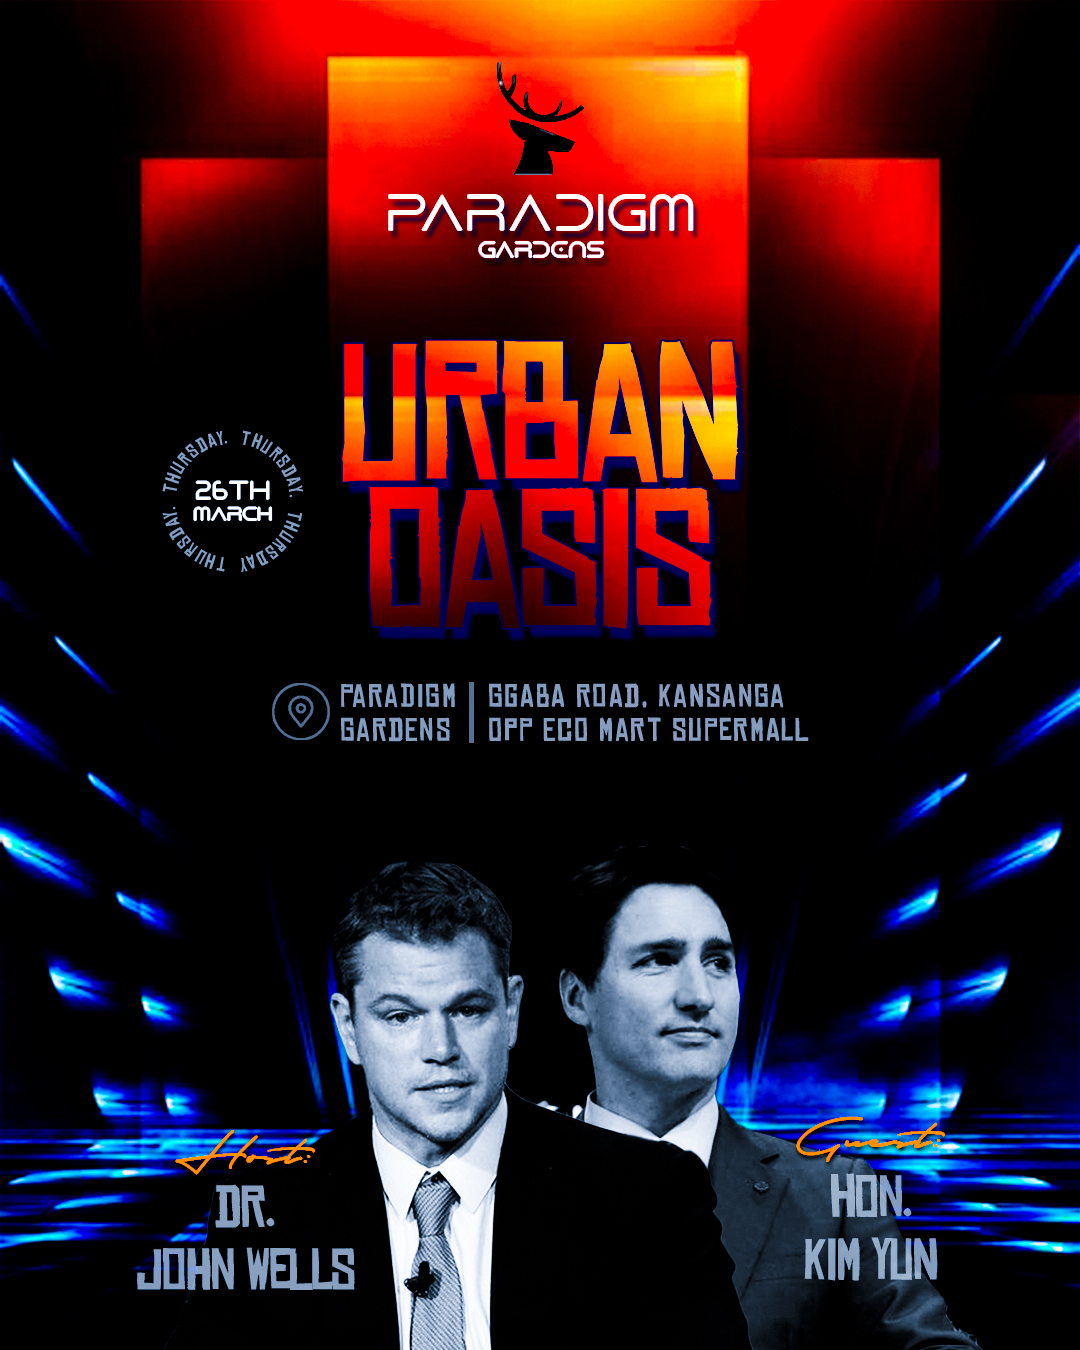 PARADIGM
GARDENS
URBAN
OASIS
THURSDAY. THURSDAY. THURSDAY THURSDAY.
26TH
MARCH
PARADIGM
GARDENS
GGABA ROAD, KANSANGA
OPP ECO MART SUPERMALL
Host:
DR.
JOHN WELLS
Guest:
HON.
KIM YUN